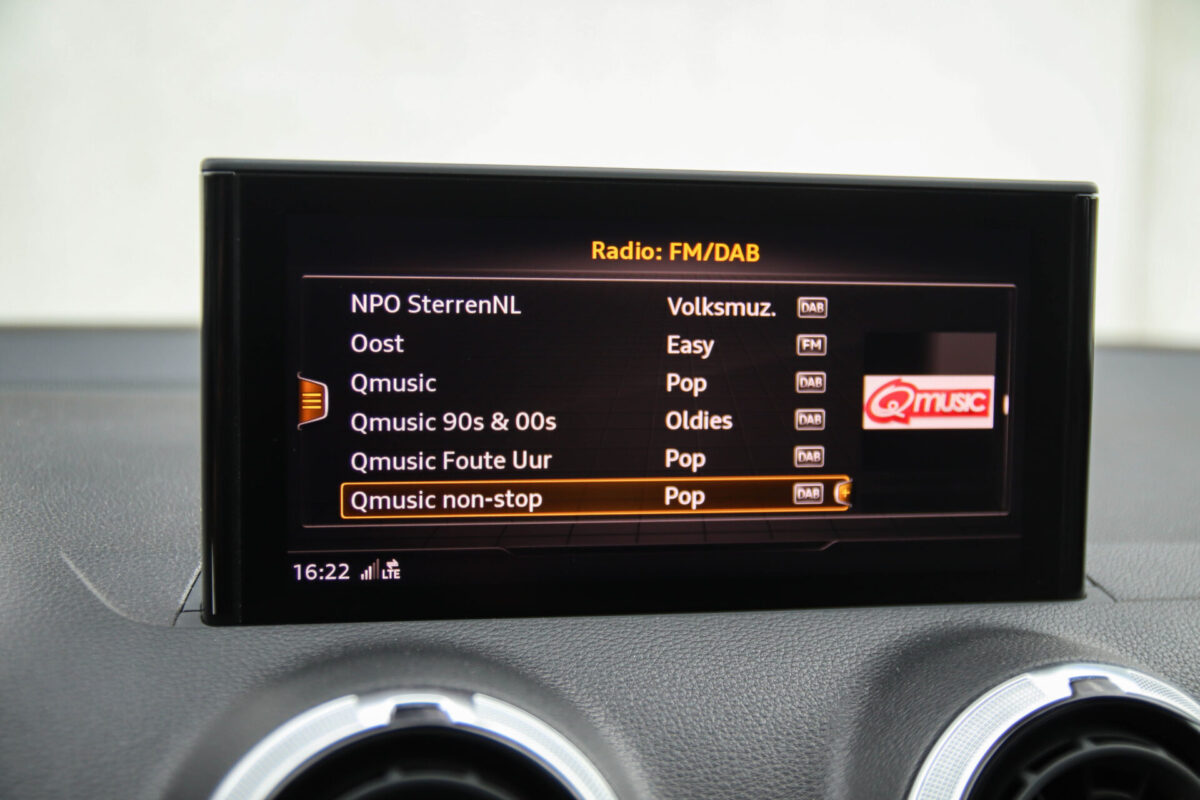 Radio: FM/DAB
NPO SterrenNL Volksmuz. DAB
Oost Easy FM
Qmusic Pop DAB
Qmusic 90s & 00s Oldies DAB
Qmusic Foute Uur Pop DAB
Qmusic non-stop Pop DAB
Qmusic
16:22 LTE